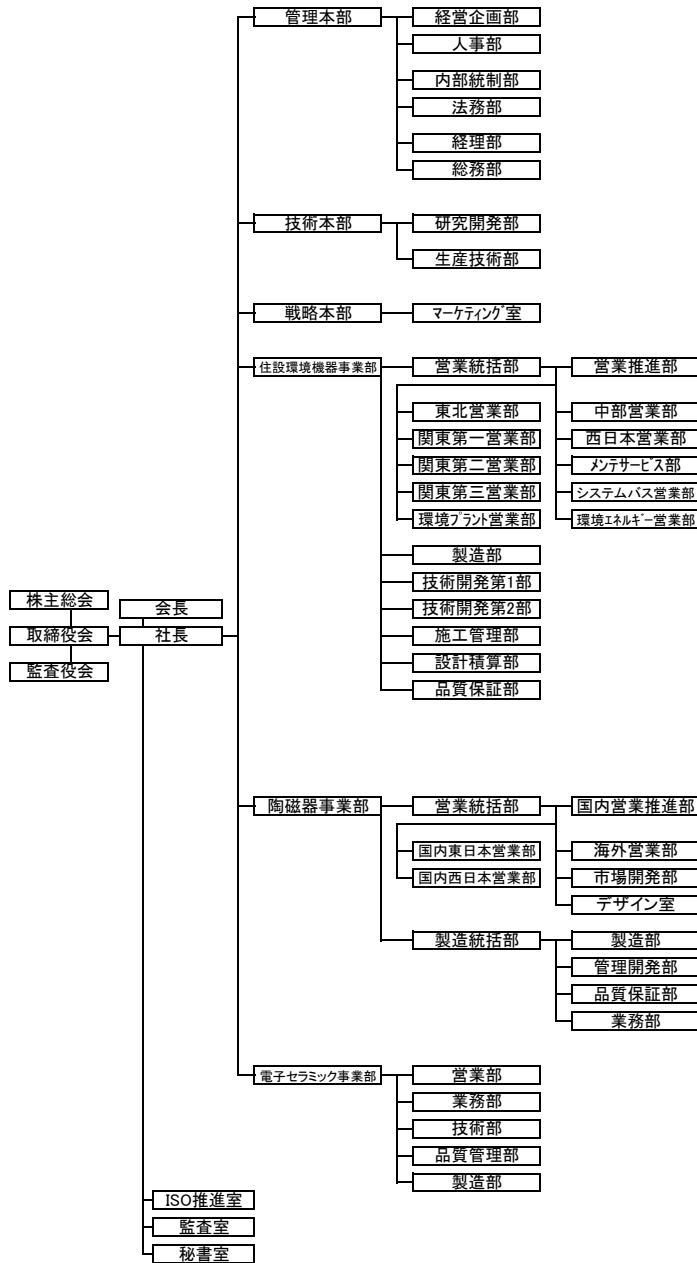 管理本部
経営企画部
人事部
内部統制部
法務部
経理部
総務部
技術本部
研究開発部
生産技術部
戦略本部
マーケティング室
住設環境機器事業部
営業統括部
営業推進部
東北営業部
中部営業部
関東第一営業部
西日本営業部
関東第二営業部
メンテサービス部
関東第三営業部
システムバス営業部
環境プラント営業部
環境エネルギー営業部
製造部
技術開発第1部
技術開発第2部
施工管理部
設計積算部
品質保証部
株主総会
会長
取締役会
社長
監査役会
陶磁器事業部
営業統括部
国内営業推進部
国内東日本営業部
海外営業部
国内西日本営業部
市場開発部
デザイン室
製造統括部
製造部
管理開発部
品質保証部
業務部
電子セラミック事業部
営業部
業務部
技術部
品質管理部
製造部
ISO推進室
監査室
秘書室